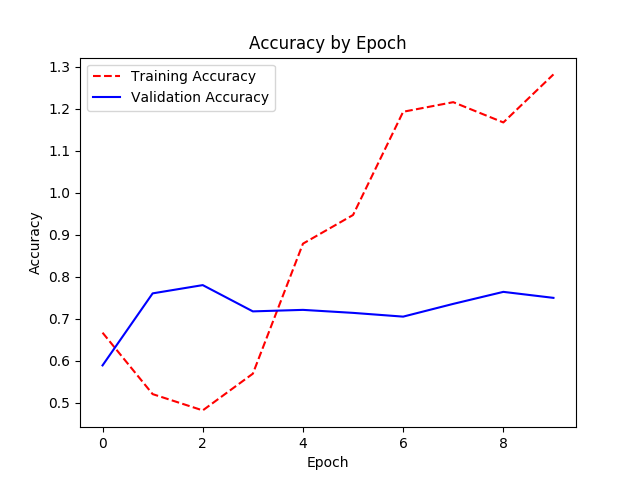 Accuracy by Epoch
Training Accuracy
Validation Accuracy
Accuracy
1.3
1.2
1.1
1.0
0.9
0.8
0.7
0.6
0.5
0 2 4 6 8
Epoch